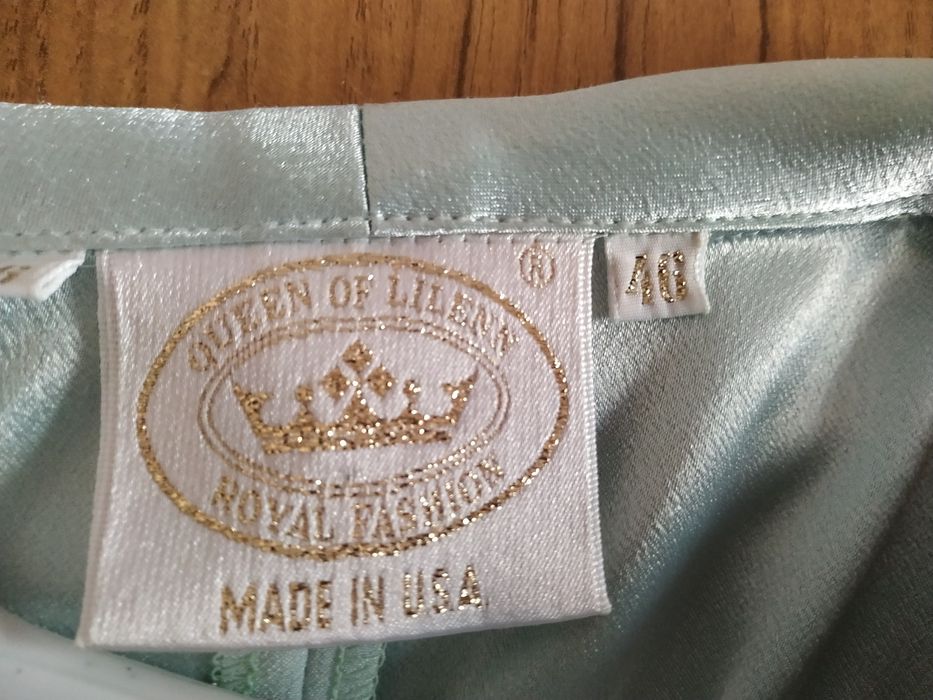 QUEEN OF LILENN
®
46
ROYAL FASHION
MADE IN USA